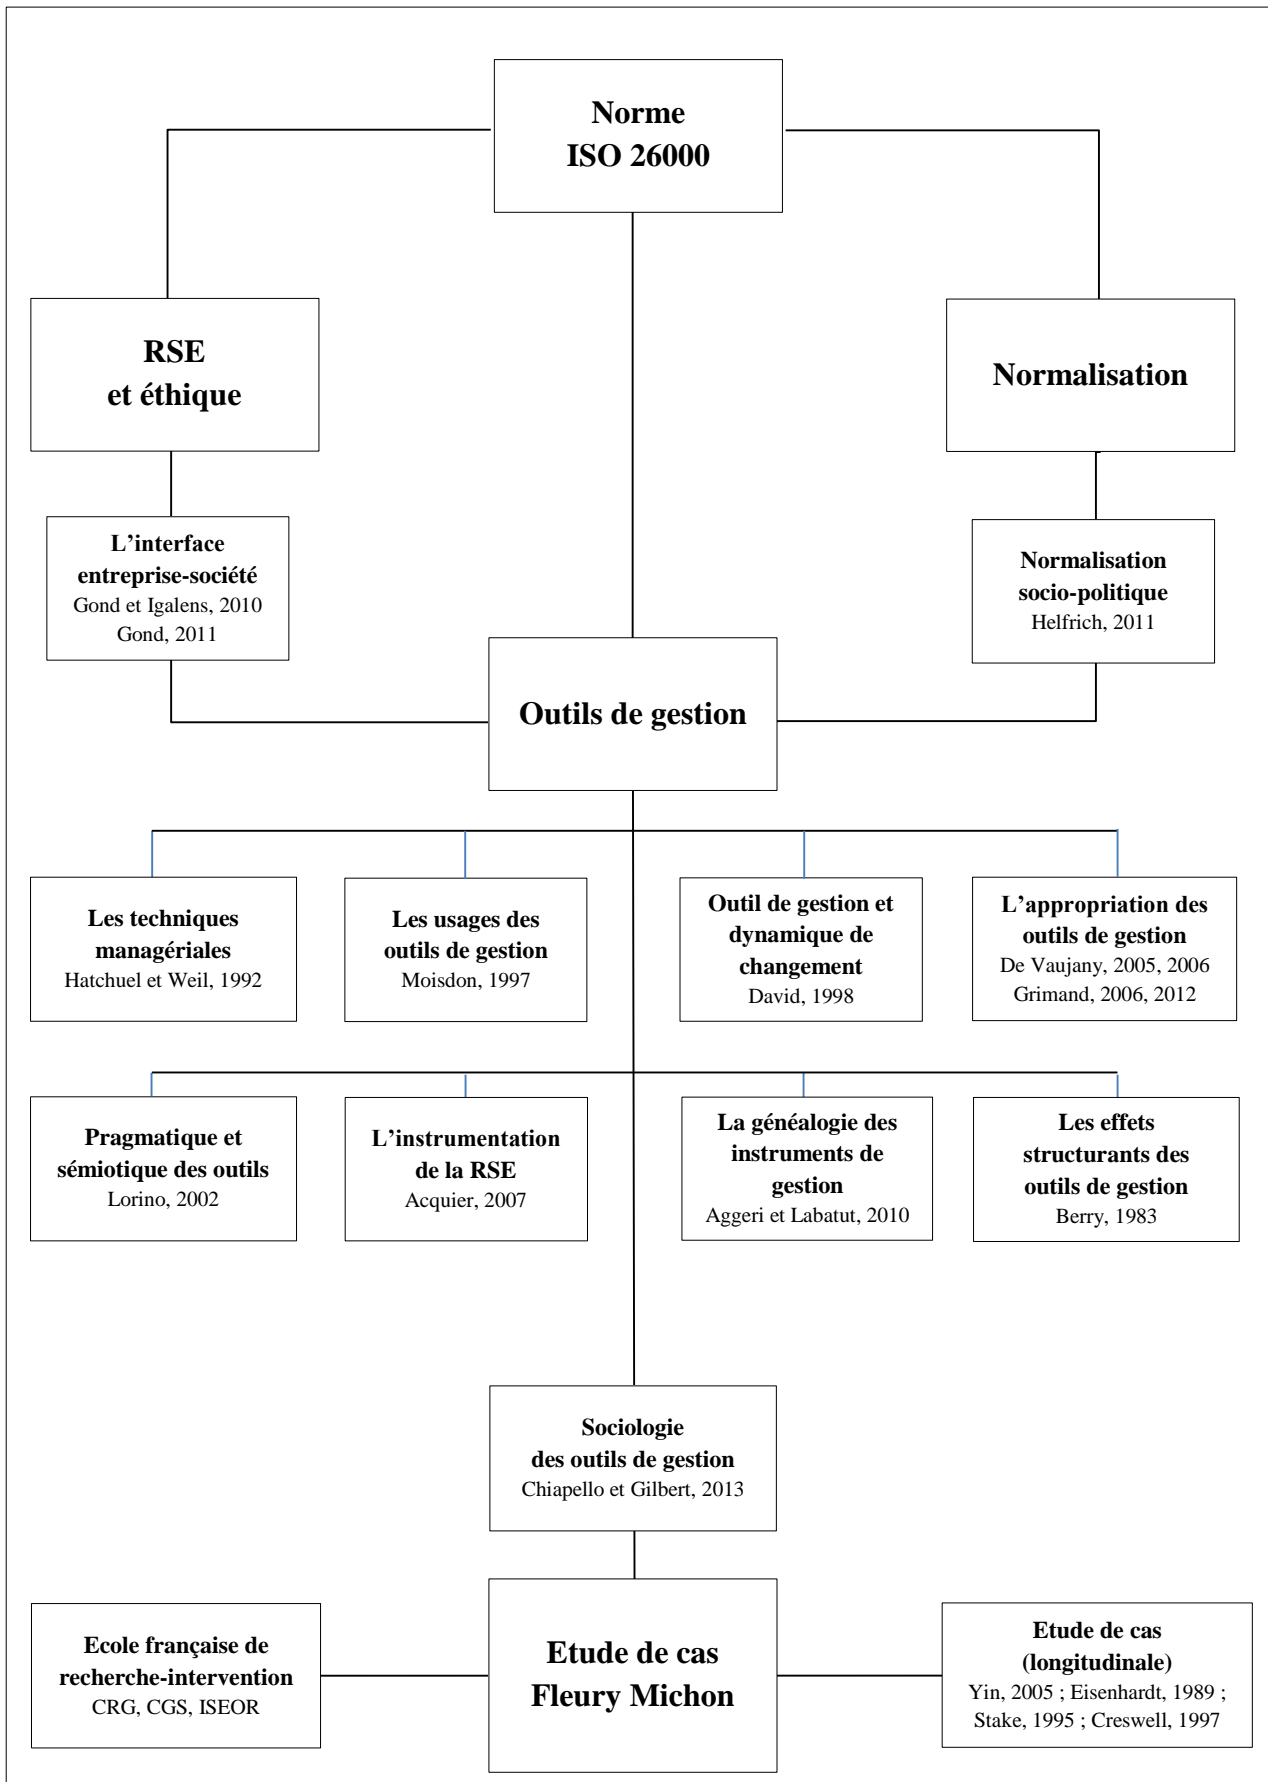 Norme
ISO 26000
RSE
et éthique
Normalisation
L’interface
entreprise-société
Gond et Igalens, 2010
Gond, 2011
Normalisation
socio-politique
Helfrich, 2011
Outils de gestion
Les techniques
managériales
Hatchuel et Weil, 1992
Les usages des
outils de gestion
Moisdon, 1997
Outil de gestion et
dynamique de
changement
David, 1998
L’appropriation des
outils de gestion
De Vaujany, 2005, 2006
Grimand, 2006, 2012
Pragmatique et
sémiotique des outils
Lorino, 2002
L’instrumentation
de la RSE
Acquier, 2007
La généalogie des
instruments de
gestion
Aggeri et Labatut, 2010
Les effets
structurants des
outils de gestion
Berry, 1983
Sociologie
des outils de gestion
Chiapello et Gilbert, 2013
Ecole française de
recherche-intervention
CRG, CGS, ISEOR
Etude de cas
Fleury Michon
Etude de cas
(longitudinale)
Yin, 2005 ; Eisenhardt, 1989 ;
Stake, 1995 ; Creswell, 1997